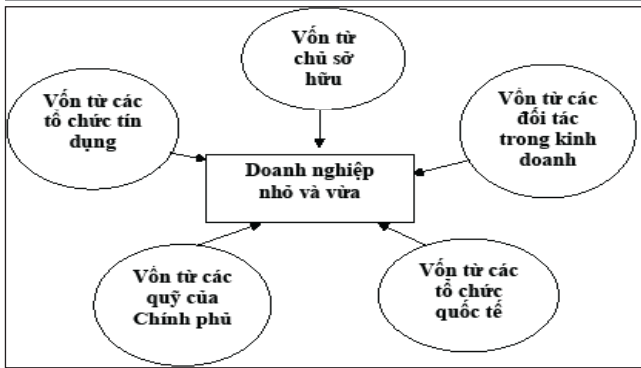 Vốn từ
chủ sở
hữu
Vốn từ các
tổ chức tín
dụng
Vốn từ các
đối tác
trong kinh
doanh
Doanh nghiệp
nhỏ và vừa
Vốn từ các
quỹ của
Chính phủ
Vốn từ các
tổ chức
quốc tế